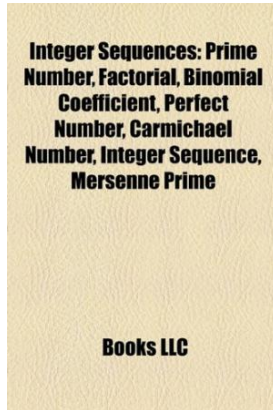 Integer Sequences: Prime
Number, Factorial, Binomial
Coefficient, Perfect
Number, Carmichael
Number, Integer Sequence,
Mersenne Prime
Books LLC